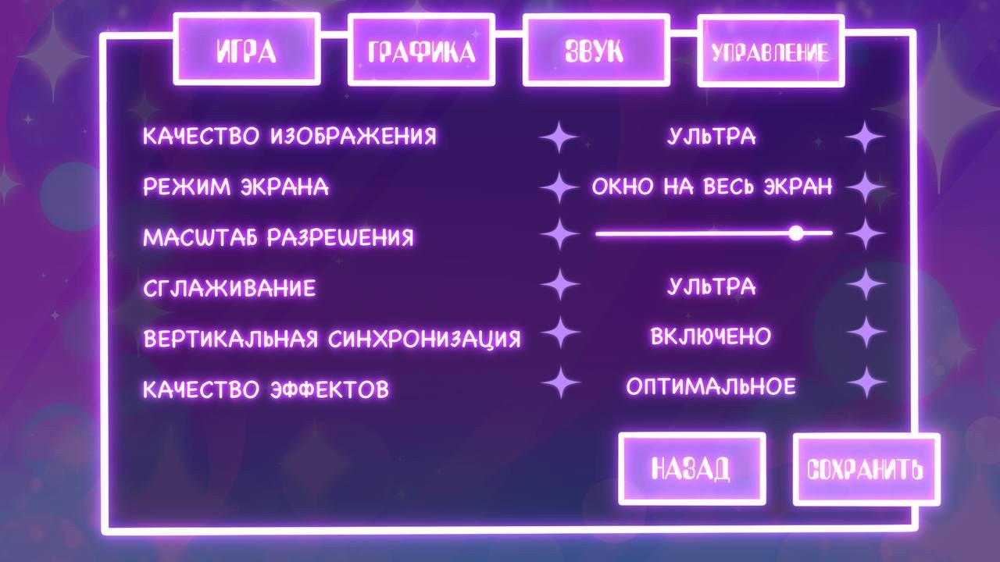 ИГРА ГРАФИКА ЗВУК УПРАВЛЕНИЕ
КАЧЕСТВО ИЗОБРАЖЕНИЯ УЛЬТРА
РЕЖИМ ЭКРАНА ОКНО НА ВЕСЬ ЭКРАН
МАСШТАБ РАЗРЕШЕНИЯ
СГЛАЖИВАНИЕ УЛЬТРА
ВЕРТИКАЛЬНАЯ СИНХРОНИЗАЦИЯ ВКЛЮЧЕНО
КАЧЕСТВО ЭФФЕКТОВ ОПТИМАЛЬНОЕ
НАЗАД СОХРАНИТЬ